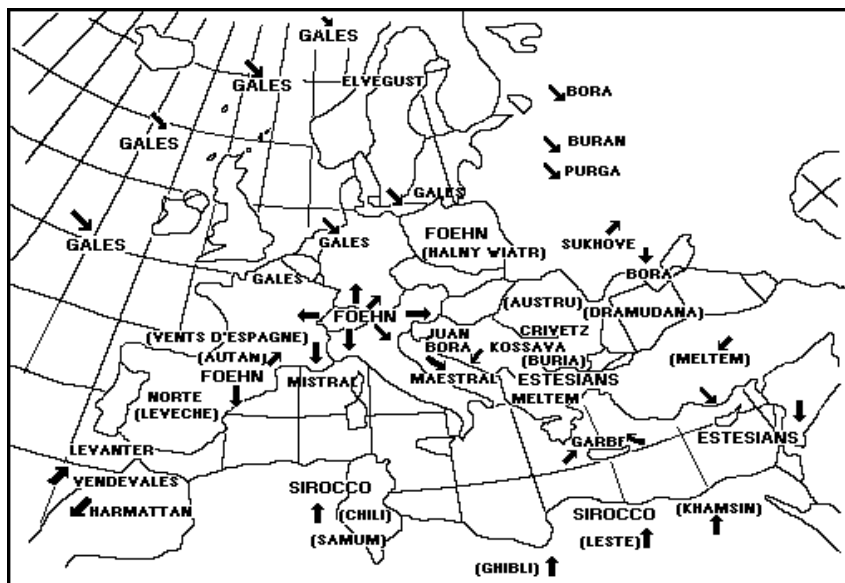 GALES
GALES
ELVEGUST
BORA
GALES
BURAN
PURGA
GALES
GALES
FOEHN
(HALNY WIATR)
SUKHOVE
GALES
GALES
BORA
(AUSTRU)
(DRAMUDANA)
FOEHN
(VENTS D'ESPAGNE)
(AUTAN)
FOEHN
JUAN
BORA
CRIVETZ
KOSSAVA
(BURIA)
(MELTEM)
MISTRAL
MAESTRAL
ESTESIANS
MELTEM
NORTE
(LEVECHE)
GARBE
ESTESIANS
LEVANTER
VENDEVALES
HARMATTAN
SIROCCO
(CHILI)
(SAMUM)
SIROCCO
(LESTE)
(KHAMSIN)
(GHIBLI)